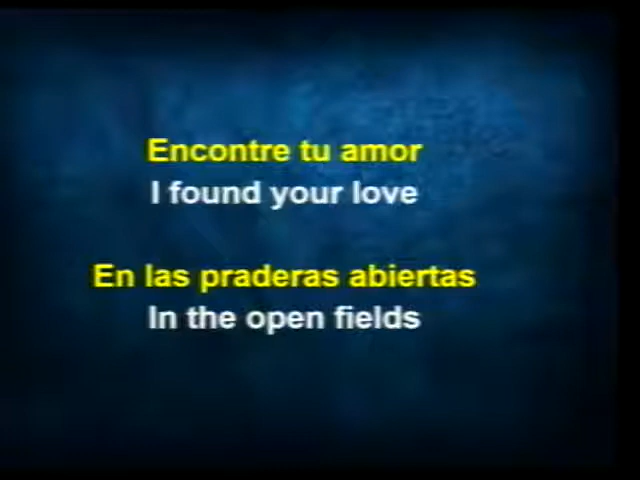 Encontre tu amor
I found your love
En las praderas abiertas
In the open fields